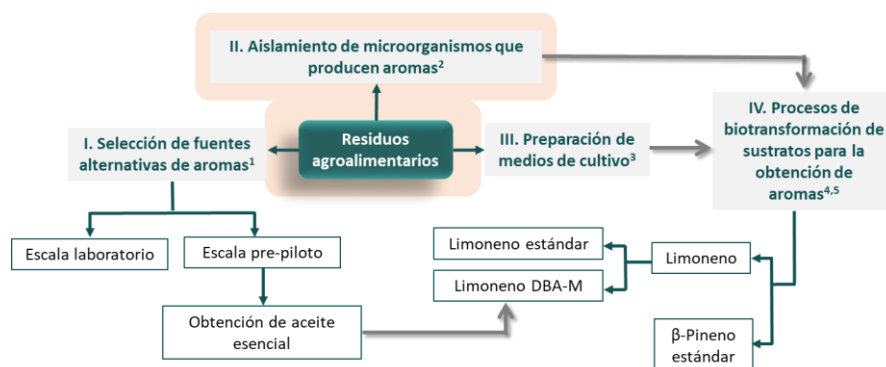 II. Aislamiento de microorganismos que
producen aromas²
I. Selección de fuentes
alternativas de aromas¹
Residuos
agroalimentarios
III. Preparación de
medios de cultivo³
IV. Procesos de
biotransformación de
sustratos para la
obtención de
aromas⁴,⁵
Escala laboratorio
Escala pre-piloto
Limoneno estándar
Limoneno
Limoneno DBA-M
Obtención de aceite
esencial
β-Pineno
estándar